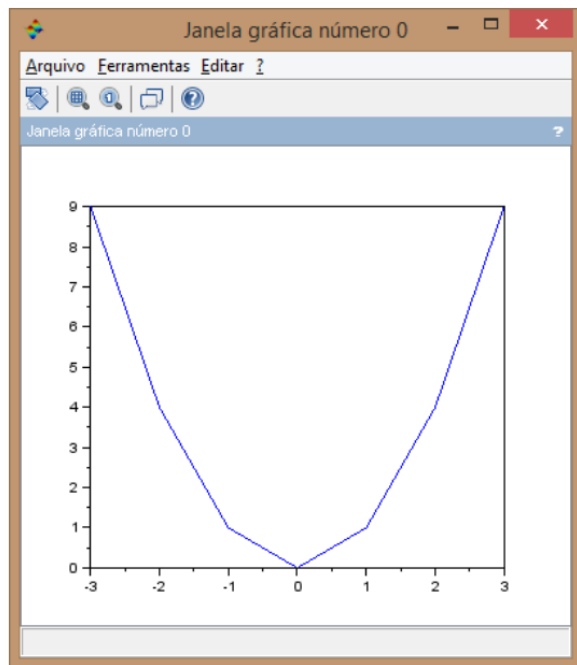 Janela gráfica número 0
Arquivo Ferramentas Editar ?
Janela gráfica número 0 ?
9
8
7
6
5
4
3
2
1
0
-3 -2 -1 0 1 2 3